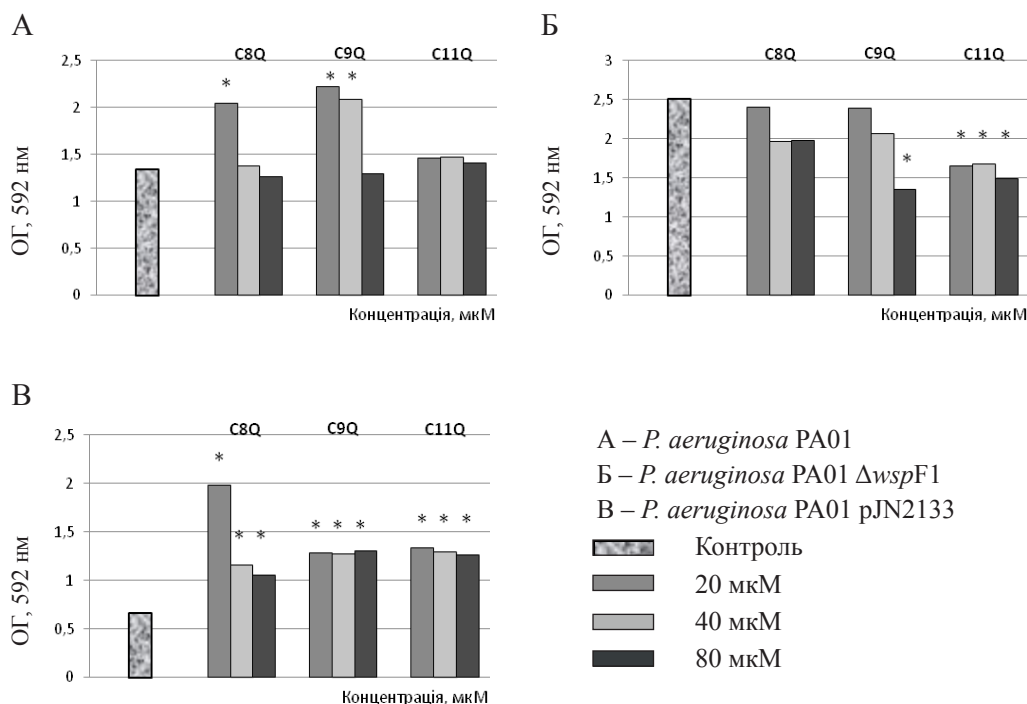 А
C8Q C9Q C11Q
2,5
2
1,5
1
0,5
0
* * *
ОГ, 592 нм
Концентрація, мкМ
Б
C8Q C9Q C11Q
3
2,5
2
1,5
1
0,5
0
* * * *
ОГ, 592 нм
Концентрація, мкМ
В
C8Q C9Q C11Q
2,5
2
1,5
1
0,5
0
*
* * * * * * * *
ОГ, 592 нм
Концентрація, мкМ
А – P. aeruginosa PA01
Б – P. aeruginosa PA01 ΔwspF1
В – P. aeruginosa PA01 pJN2133
Контроль
20 мкМ
40 мкМ
80 мкМ